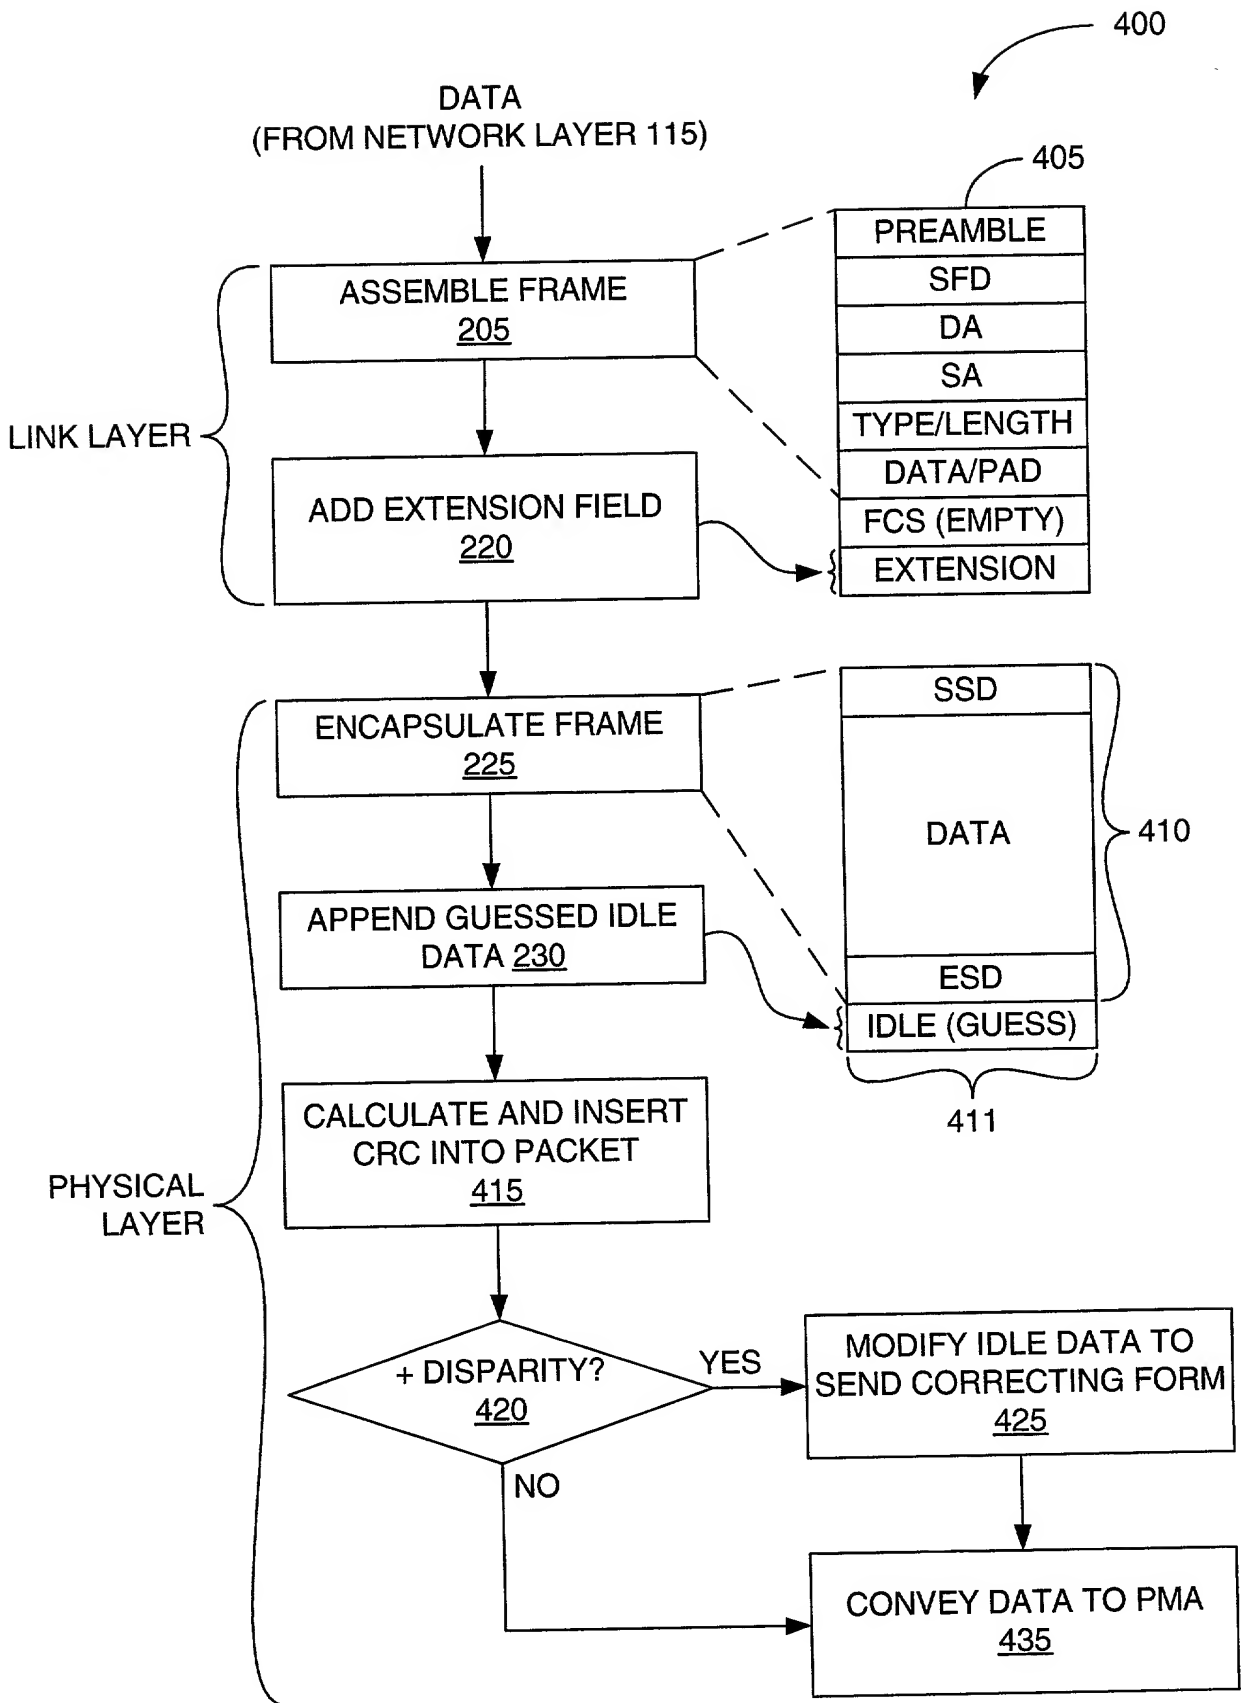 400
DATA
(FROM NETWORK LAYER 115)
405
PREAMBLE
SFD
DA
SA
TYPE/LENGTH
DATA/PAD
FCS (EMPTY)
EXTENSION
ASSEMBLE FRAME
205
LINK LAYER
ADD EXTENSION FIELD
220
ENCAPSULATE FRAME
225
SSD
DATA
ESD
IDLE (GUESS)
410
411
APPEND GUESSED IDLE
DATA 230
CALCULATE AND INSERT
CRC INTO PACKET
415
PHYSICAL
LAYER
+ DISPARITY?
420
YES
NO
MODIFY IDLE DATA TO
SEND CORRECTING FORM
425
CONVEY DATA TO PMA
435